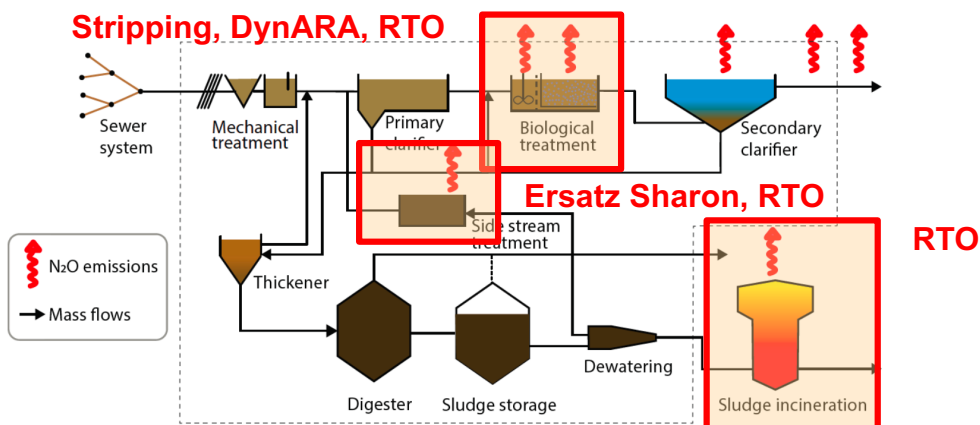 Stripping, DynARA, RTO
Sewer
system
Mechanical
treatment
Primary
clarifier
Biological
treatment
Secondary
clarifier
Ersatz Sharon, RTO
Side stream
treatment
RTO
N₂O emissions
Mass flows
Thickener
Digester
Sludge storage
Dewatering
Sludge incineration